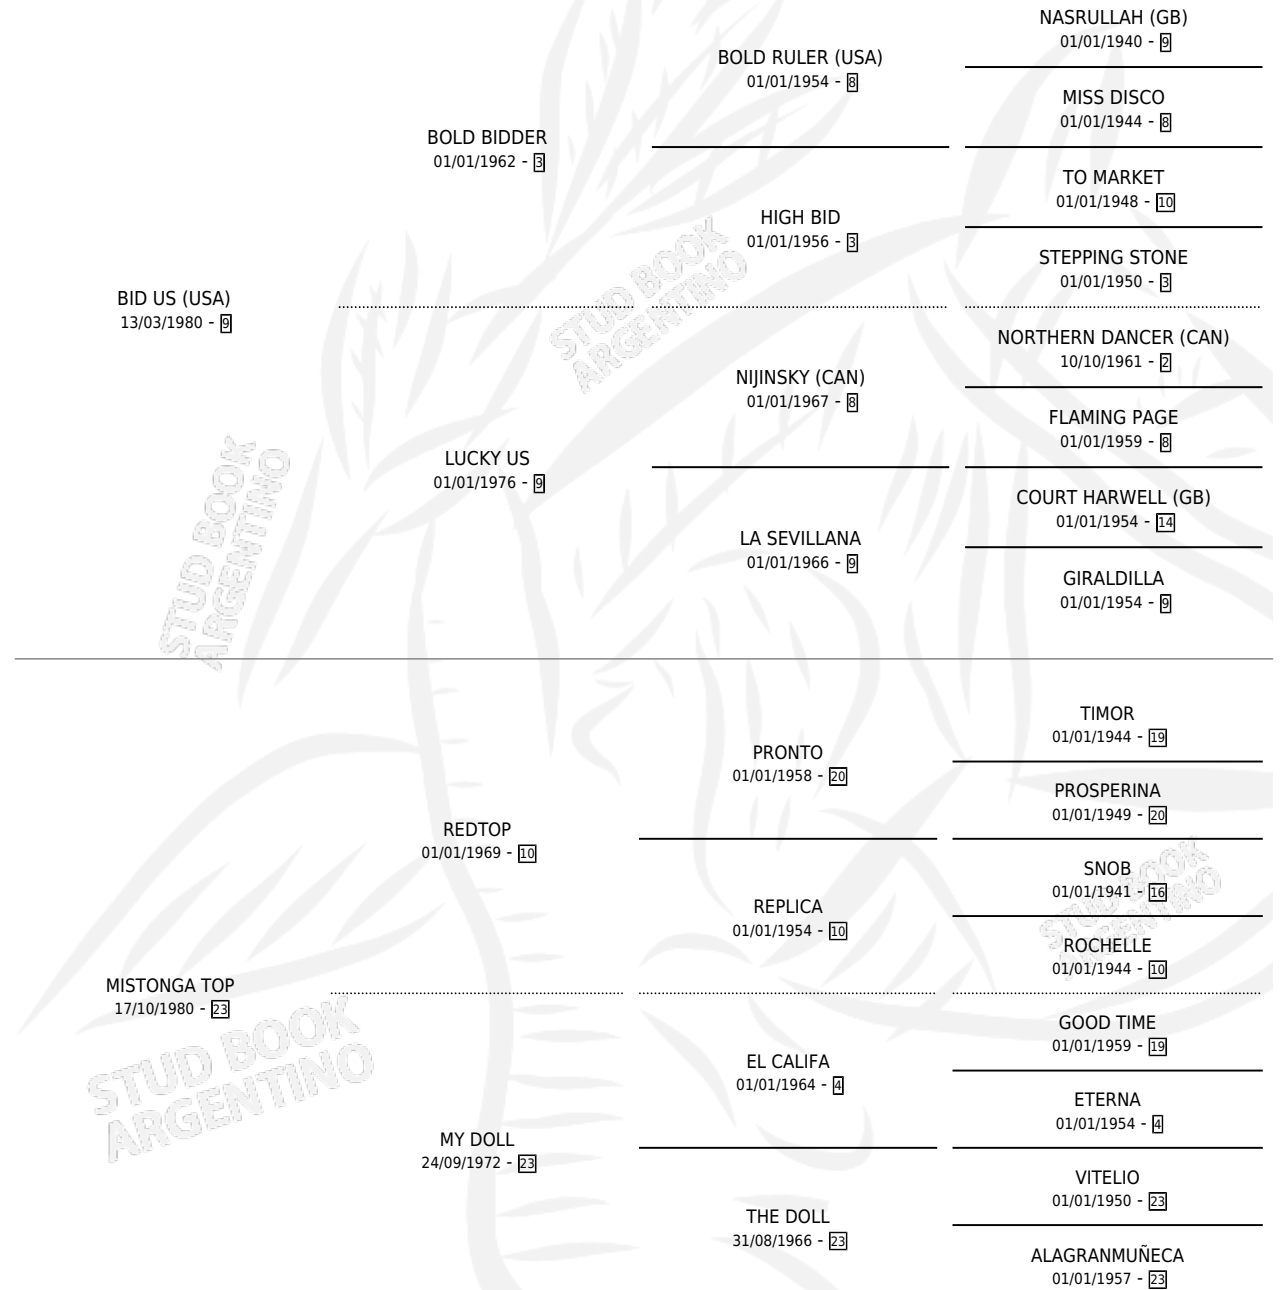 NASRULLAH (GB)
01/01/1940 - 9
BOLD RULER (USA)
01/01/1954 - 8
MISS DISCO
01/01/1944 - 8
BOLD BIDDER
01/01/1962 - 3
TO MARKET
01/01/1948 - 10
HIGH BID
01/01/1956 - 3
STEPPING STONE
01/01/1950 - 3
BID US (USA)
13/03/1980 - 9
NORTHERN DANCER (CAN)
10/10/1961 - 2
NIJINSKY (CAN)
01/01/1967 - 8
FLAMING PAGE
01/01/1959 - 8
LUCKY US
01/01/1976 - 9
COURT HARWELL (GB)
01/01/1954 - 14
LA SEVILLANA
01/01/1966 - 9
GIRALDILLA
01/01/1954 - 9
TIMOR
01/01/1944 - 19
PRONTO
01/01/1958 - 20
PROSPERINA
01/01/1949 - 20
REDTOP
01/01/1969 - 10
SNOB
01/01/1941 - 16
REPLICA
01/01/1954 - 10
ROCHELLE
01/01/1944 - 10
MISTONGA TOP
17/10/1980 - 23
GOOD TIME
01/01/1959 - 19
EL CALIFA
01/01/1964 - 4
ETERNA
01/01/1954 - 4
MY DOLL
24/09/1972 - 23
VITELIO
01/01/1950 - 23
THE DOLL
31/08/1966 - 23
ALAGRANMUÑECA
01/01/1957 - 23
STUD BOOK
ARGENTINO
STUD BOOK
ARGENTINO
STUD BOOK
ARGENTINO
STUD BOOK
ARGENTINO